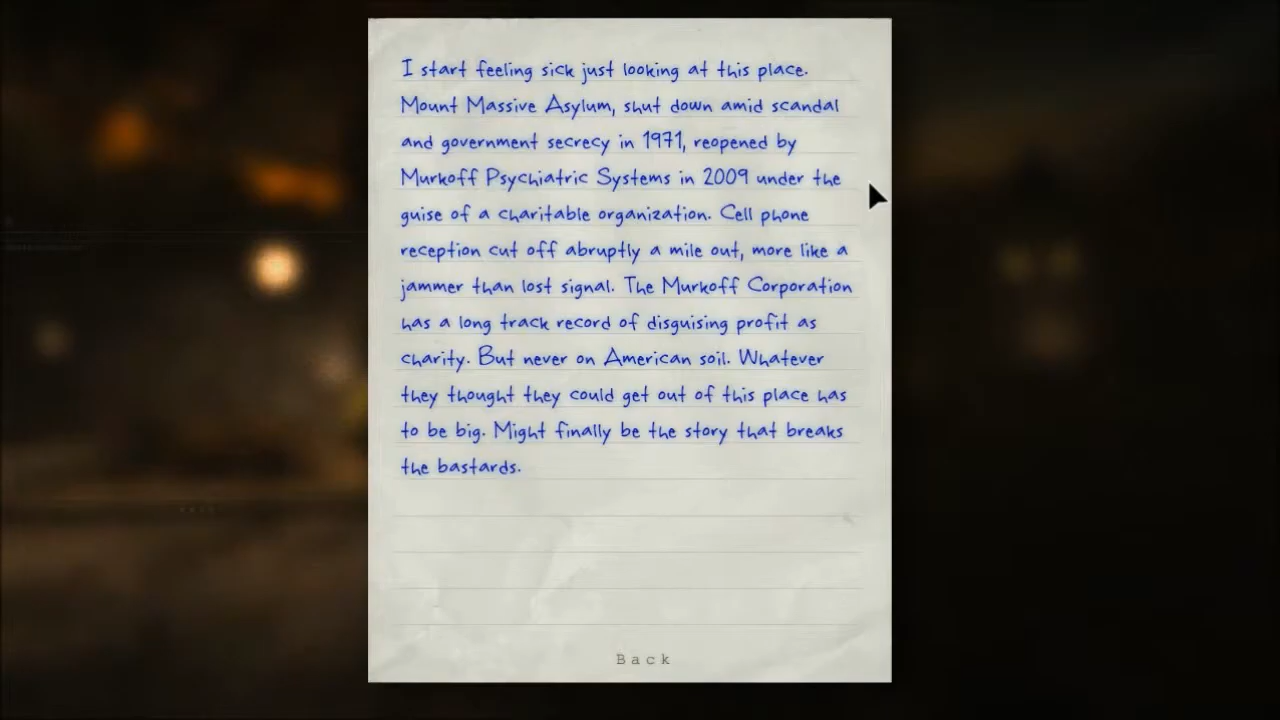 I start feeling sick just looking at this place.
Mount Massive Asylum, shut down amid scandal
and government secrecy in 1971, reopened by
Murkoff Psychiatric Systems in 2009 under the
guise of a charitable organization. Cell phone
reception cut off abruptly a mile out, more like a
jammer than lost signal. The Murkoff Corporation
has a long track record of disguising profit as
charity. But never on American soil. Whatever
they thought they could get out of this place has
to be big. Might finally be the story that breaks
the bastards.
Back